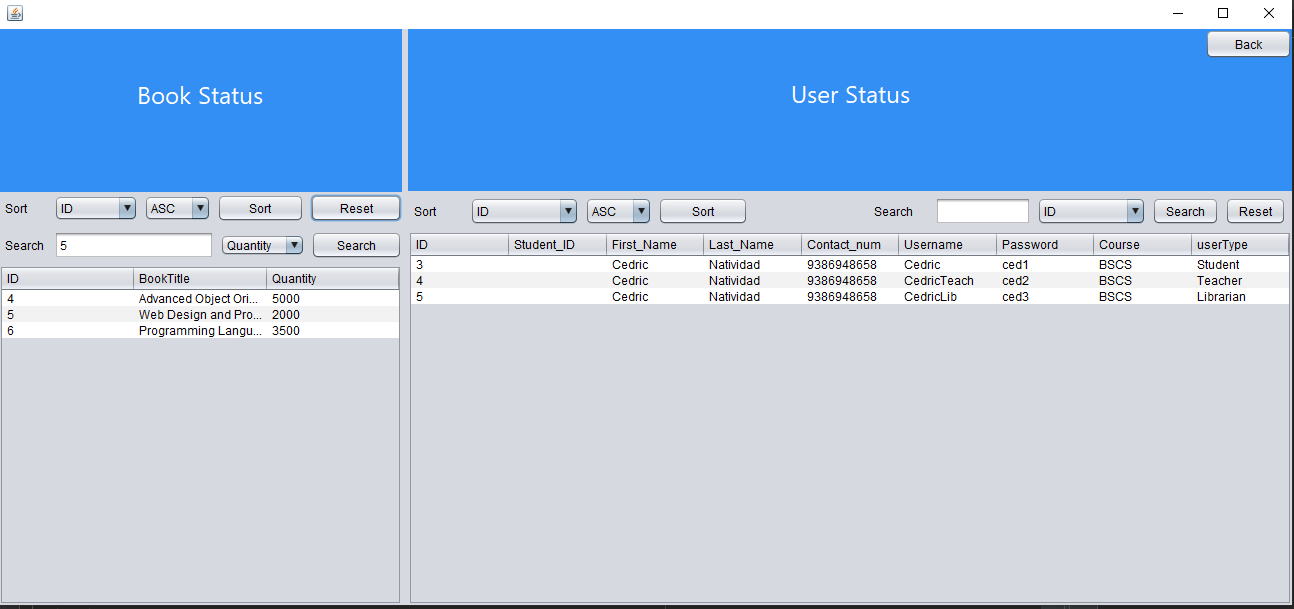 Back
Book Status
User Status
Sort ID ASC Sort Reset
Search 5 Quantity Search
ID BookTitle Quantity
4 Advanced Object Ori... 5000
5 Web Design and Pro... 2000
6 Programming Langu... 3500
Sort ID ASC Sort Search ID Search Reset
ID Student_ID First_Name Last_Name Contact_num Username Password Course userType
3 Cedric Natividad 9386948658 Cedric ced1 BSCS Student
4 Cedric Natividad 9386948658 CedricTeach ced2 BSCS Teacher
5 Cedric Natividad 9386948658 CedricLib ced3 BSCS Librarian